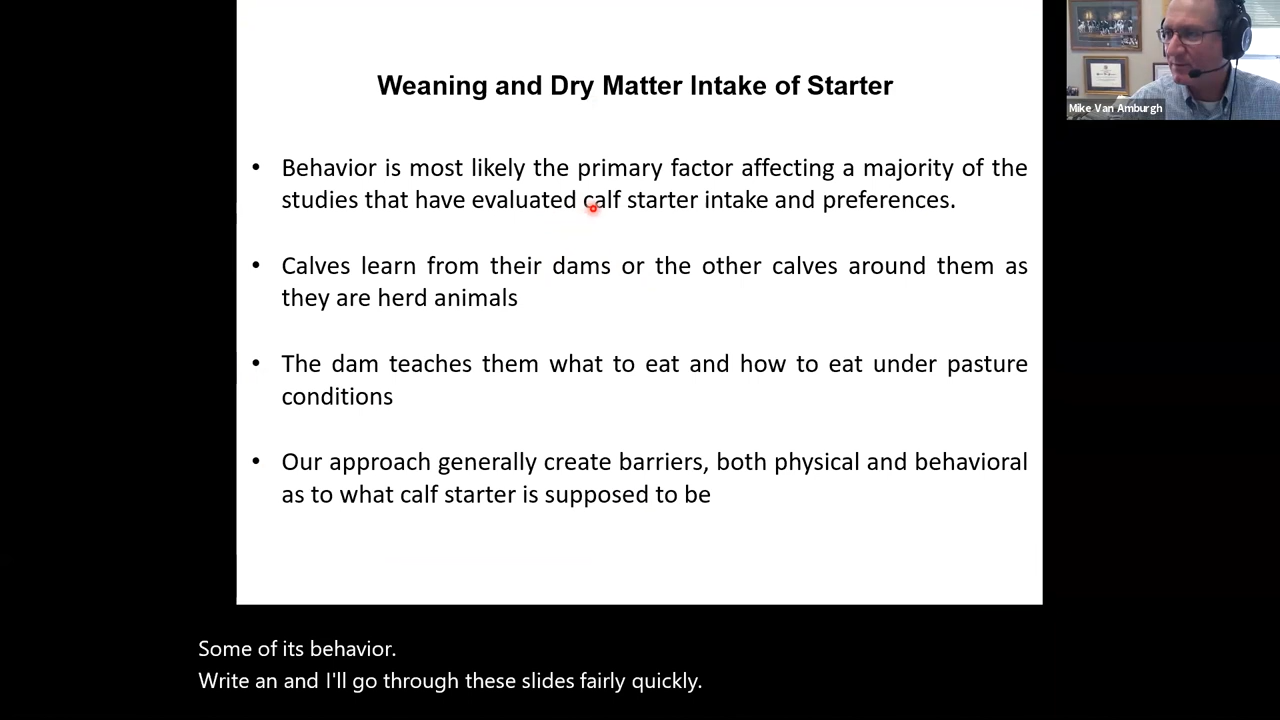 Weaning and Dry Matter Intake of Starter
Mike Van Amburgh
• Behavior is most likely the primary factor affecting a majority of the
studies that have evaluated calf starter intake and preferences.
• Calves learn from their dams or the other calves around them as
they are herd animals
• The dam teaches them what to eat and how to eat under pasture
conditions
• Our approach generally create barriers, both physical and behavioral
as to what calf starter is supposed to be
Some of its behavior.
Write an and I'll go through these slides fairly quickly.